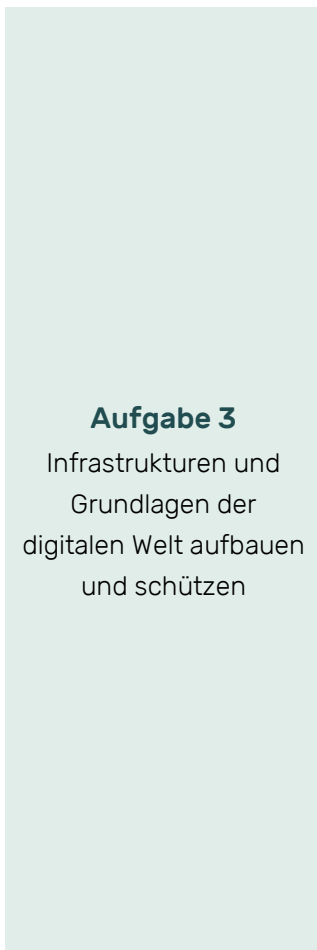 Aufgabe 3
Infrastrukturen und
Grundlagen der
digitalen Welt aufbauen
und schützen